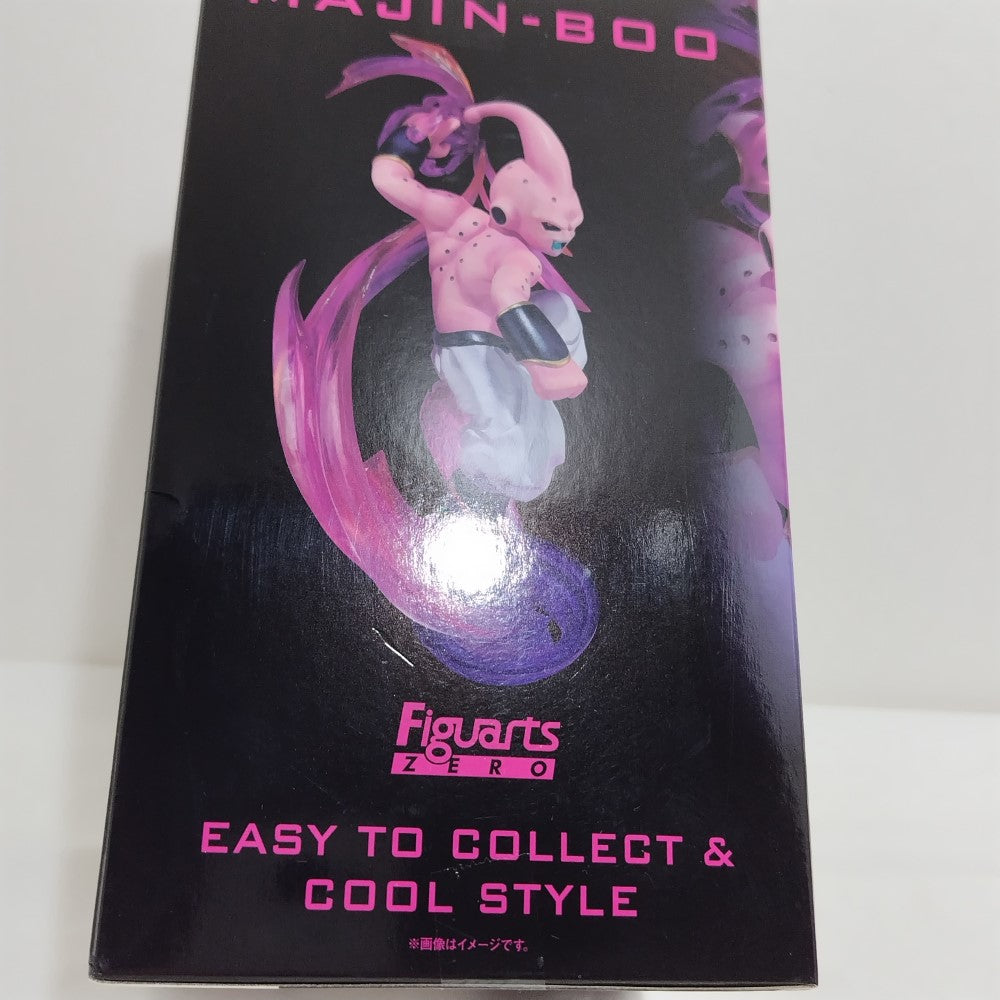 MAJIN-BOO
Figuarts
ZERO
EASY TO COLLECT &
COOL STYLE
※画像はイメージです。